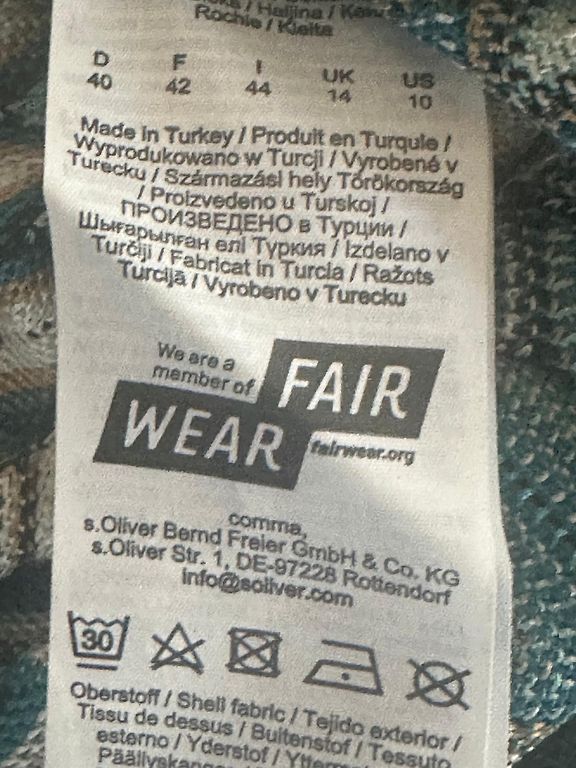 Haljina /
Rochie / Kleita
D F I UK US
40 42 44 14 10
Made in Turkey / Produit en Turquie /
Wyprodukowano w Turcji / Vyrobené v
Turecku / Származási hely Törökország
/ Proizvedeno u Turskoj /
ПРОИЗВЕДЕНО в Турции /
Шығарылған елі Туркия / Izdelano v
Turčiji / Fabricat in Turcia / Ražots
Turcijā / Vyrobeno v Turecku
We are a
member of
FAIR
WEAR
fairwear.org
comma,
s.Oliver Bernd Freier GmbH & Co. KG
s.Oliver Str. 1, DE-97228 Rottendorf
info@soliver.com
30
Oberstoff / Shell fabric / Tejido exterior /
Tissu de dessus / Buitenstof / Tessuto
esterno / Yderstof /